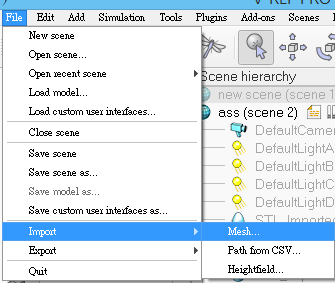 V-REP PRO
File Edit Add Simulation Tools Plugins Add-ons Scenes
New scene
Open scene...
Open recent scene
Load model...
Load custom user interfaces...
Close scene
Save scene
Save scene as...
Save model as...
Save custom user interfaces as...
Import
Export
Quit
Mesh...
Path from CSV...
Heightfield...
Scene hierarchy
new scene (scene 1)
ass (scene 2)
DefaultCamer
DefaultLightA
DefaultLightB
DefaultLightC
DefaultLightD
STL_Imported